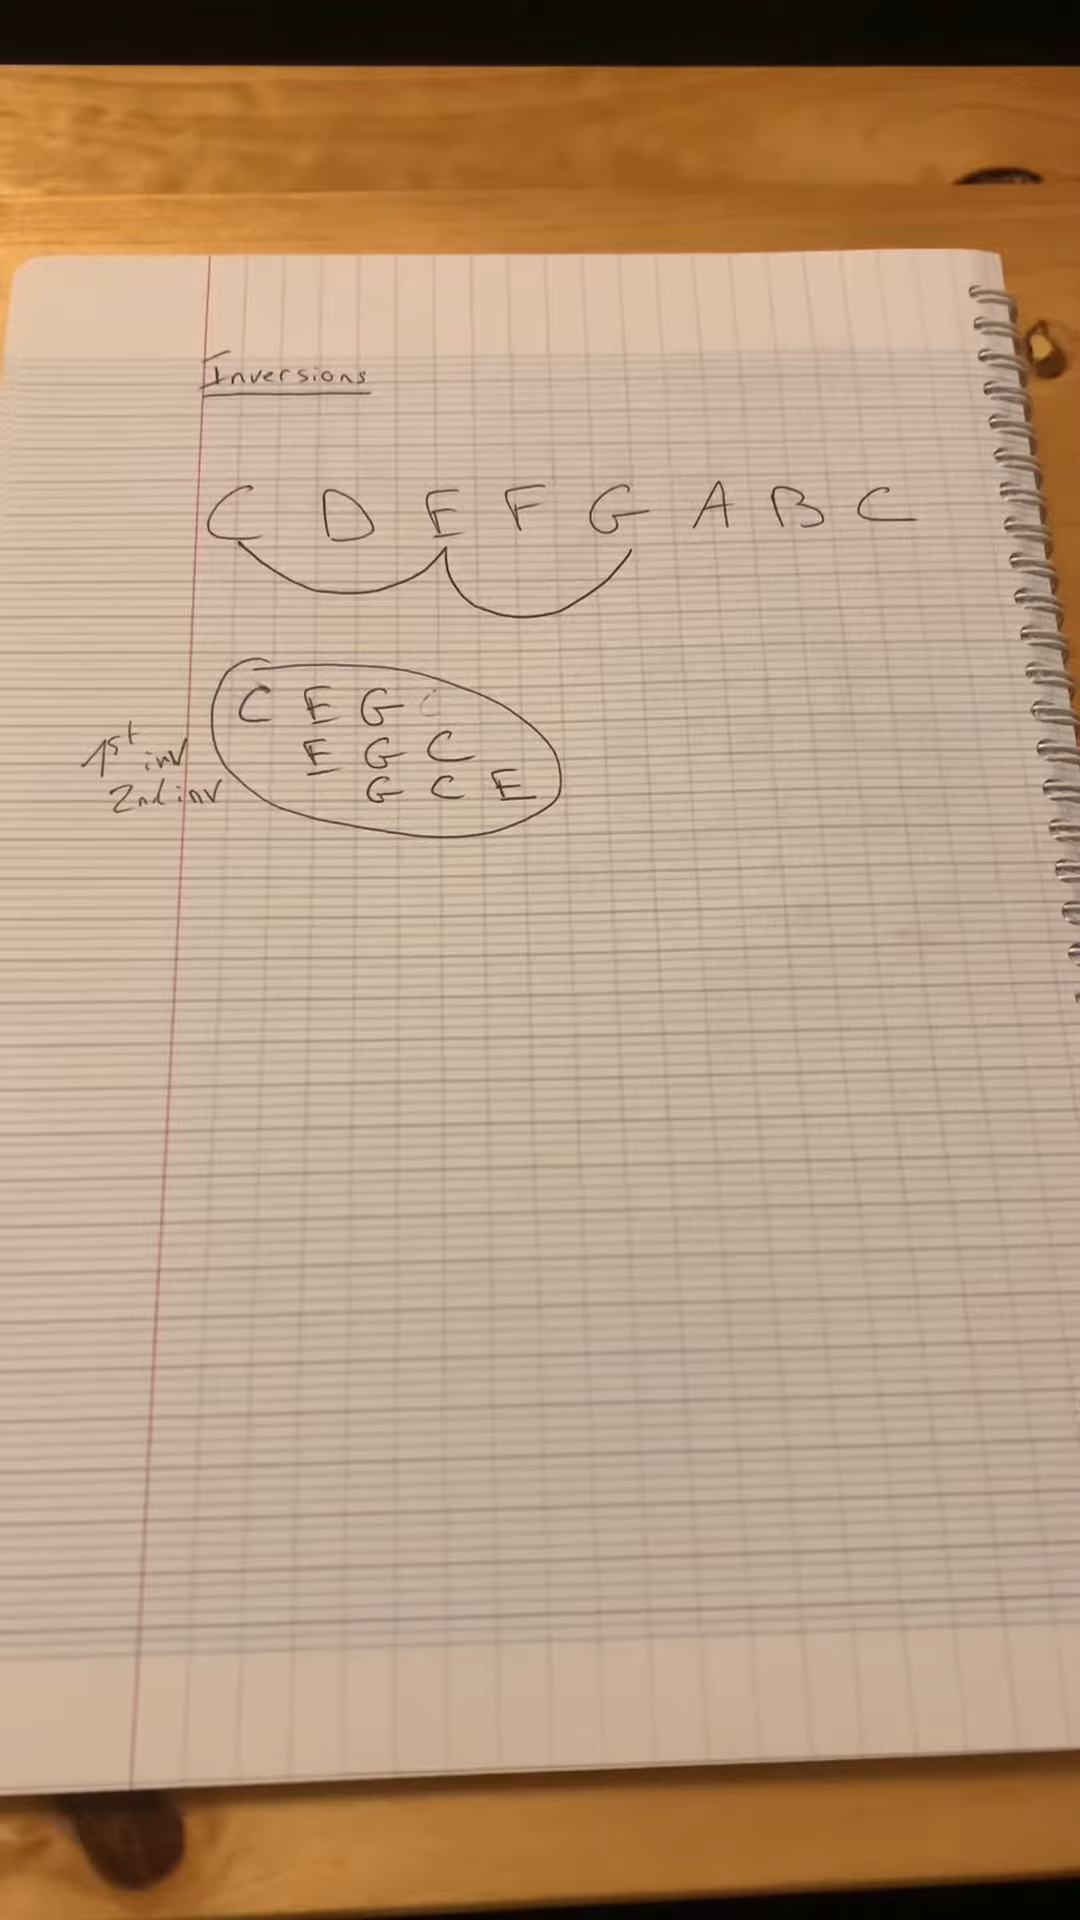 Inversions
C D E F G A B C
C E G C
1st inv E G C
2nd inv G C E